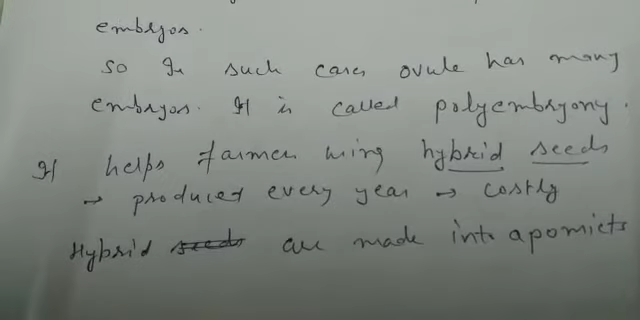 embryos.
so In such cases ovule has many
embryos. It is called polyembryony.
It helps farmers using hybrid seeds
→ produced every year → costly
Hybrid seeds are made into apomicts